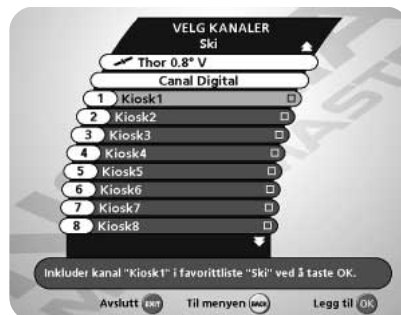 VELG KANALER
Ski
Thor 0.8° V
Canal Digital
1 Kiosk1
2 Kiosk2
3 Kiosk3
4 Kiosk4
5 Kiosk5
6 Kiosk6
7 Kiosk7
8 Kiosk8
Inkluder kanal "Kiosk1" i favorittliste "Ski" ved å taste OK.
Avslutt EXIT Til menyen BACK Legg til OK